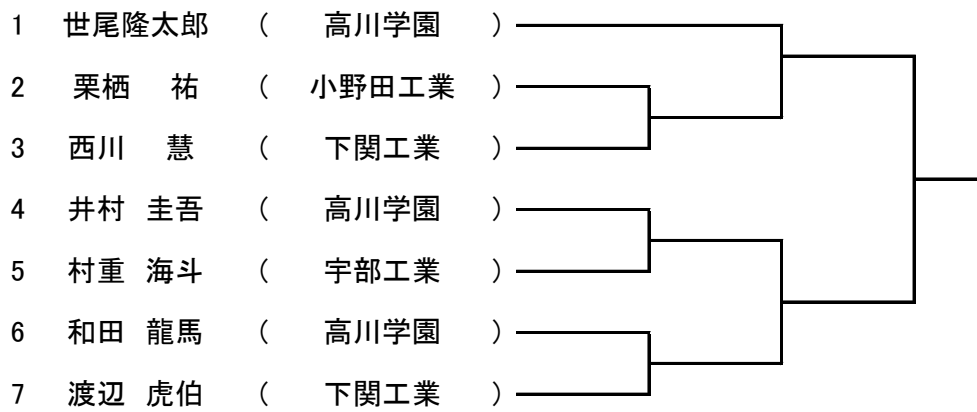 1 世尾隆太郎 ( 高川学園 )
2 栗栖 祐 ( 小野田工業 )
3 西川 慧 ( 下関工業 )
4 井村 圭吾 ( 高川学園 )
5 村重 海斗 ( 宇部工業 )
6 和田 龍馬 ( 高川学園 )
7 渡辺 虎伯 ( 下関工業 )